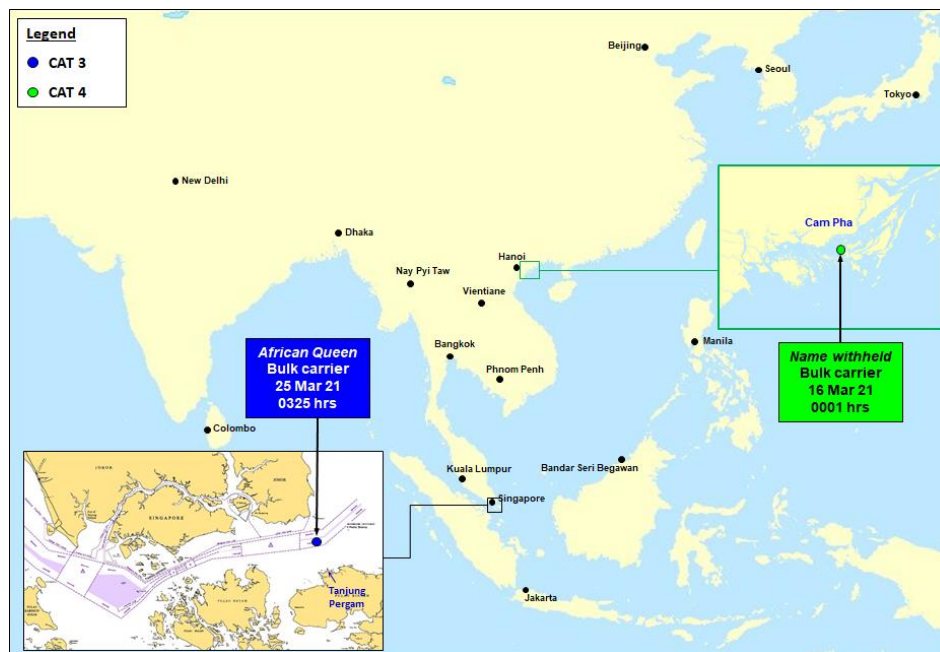 Legend
CAT 3
CAT 4
Beijing
Seoul
Tokyo
New Delhi
Dhaka
Hanoi
Cam Pha
Nay Pyi Taw
Vientiane
Bangkok
Manila
Phnom Penh
African Queen
Bulk carrier
25 Mar 21
0325 hrs
Name withheld
Bulk carrier
16 Mar 21
0001 hrs
Colombo
Kuala Lumpur
Bandar Seri Begawan
Singapore
SINGAPORE
Tanjung
Pergam
Jakarta